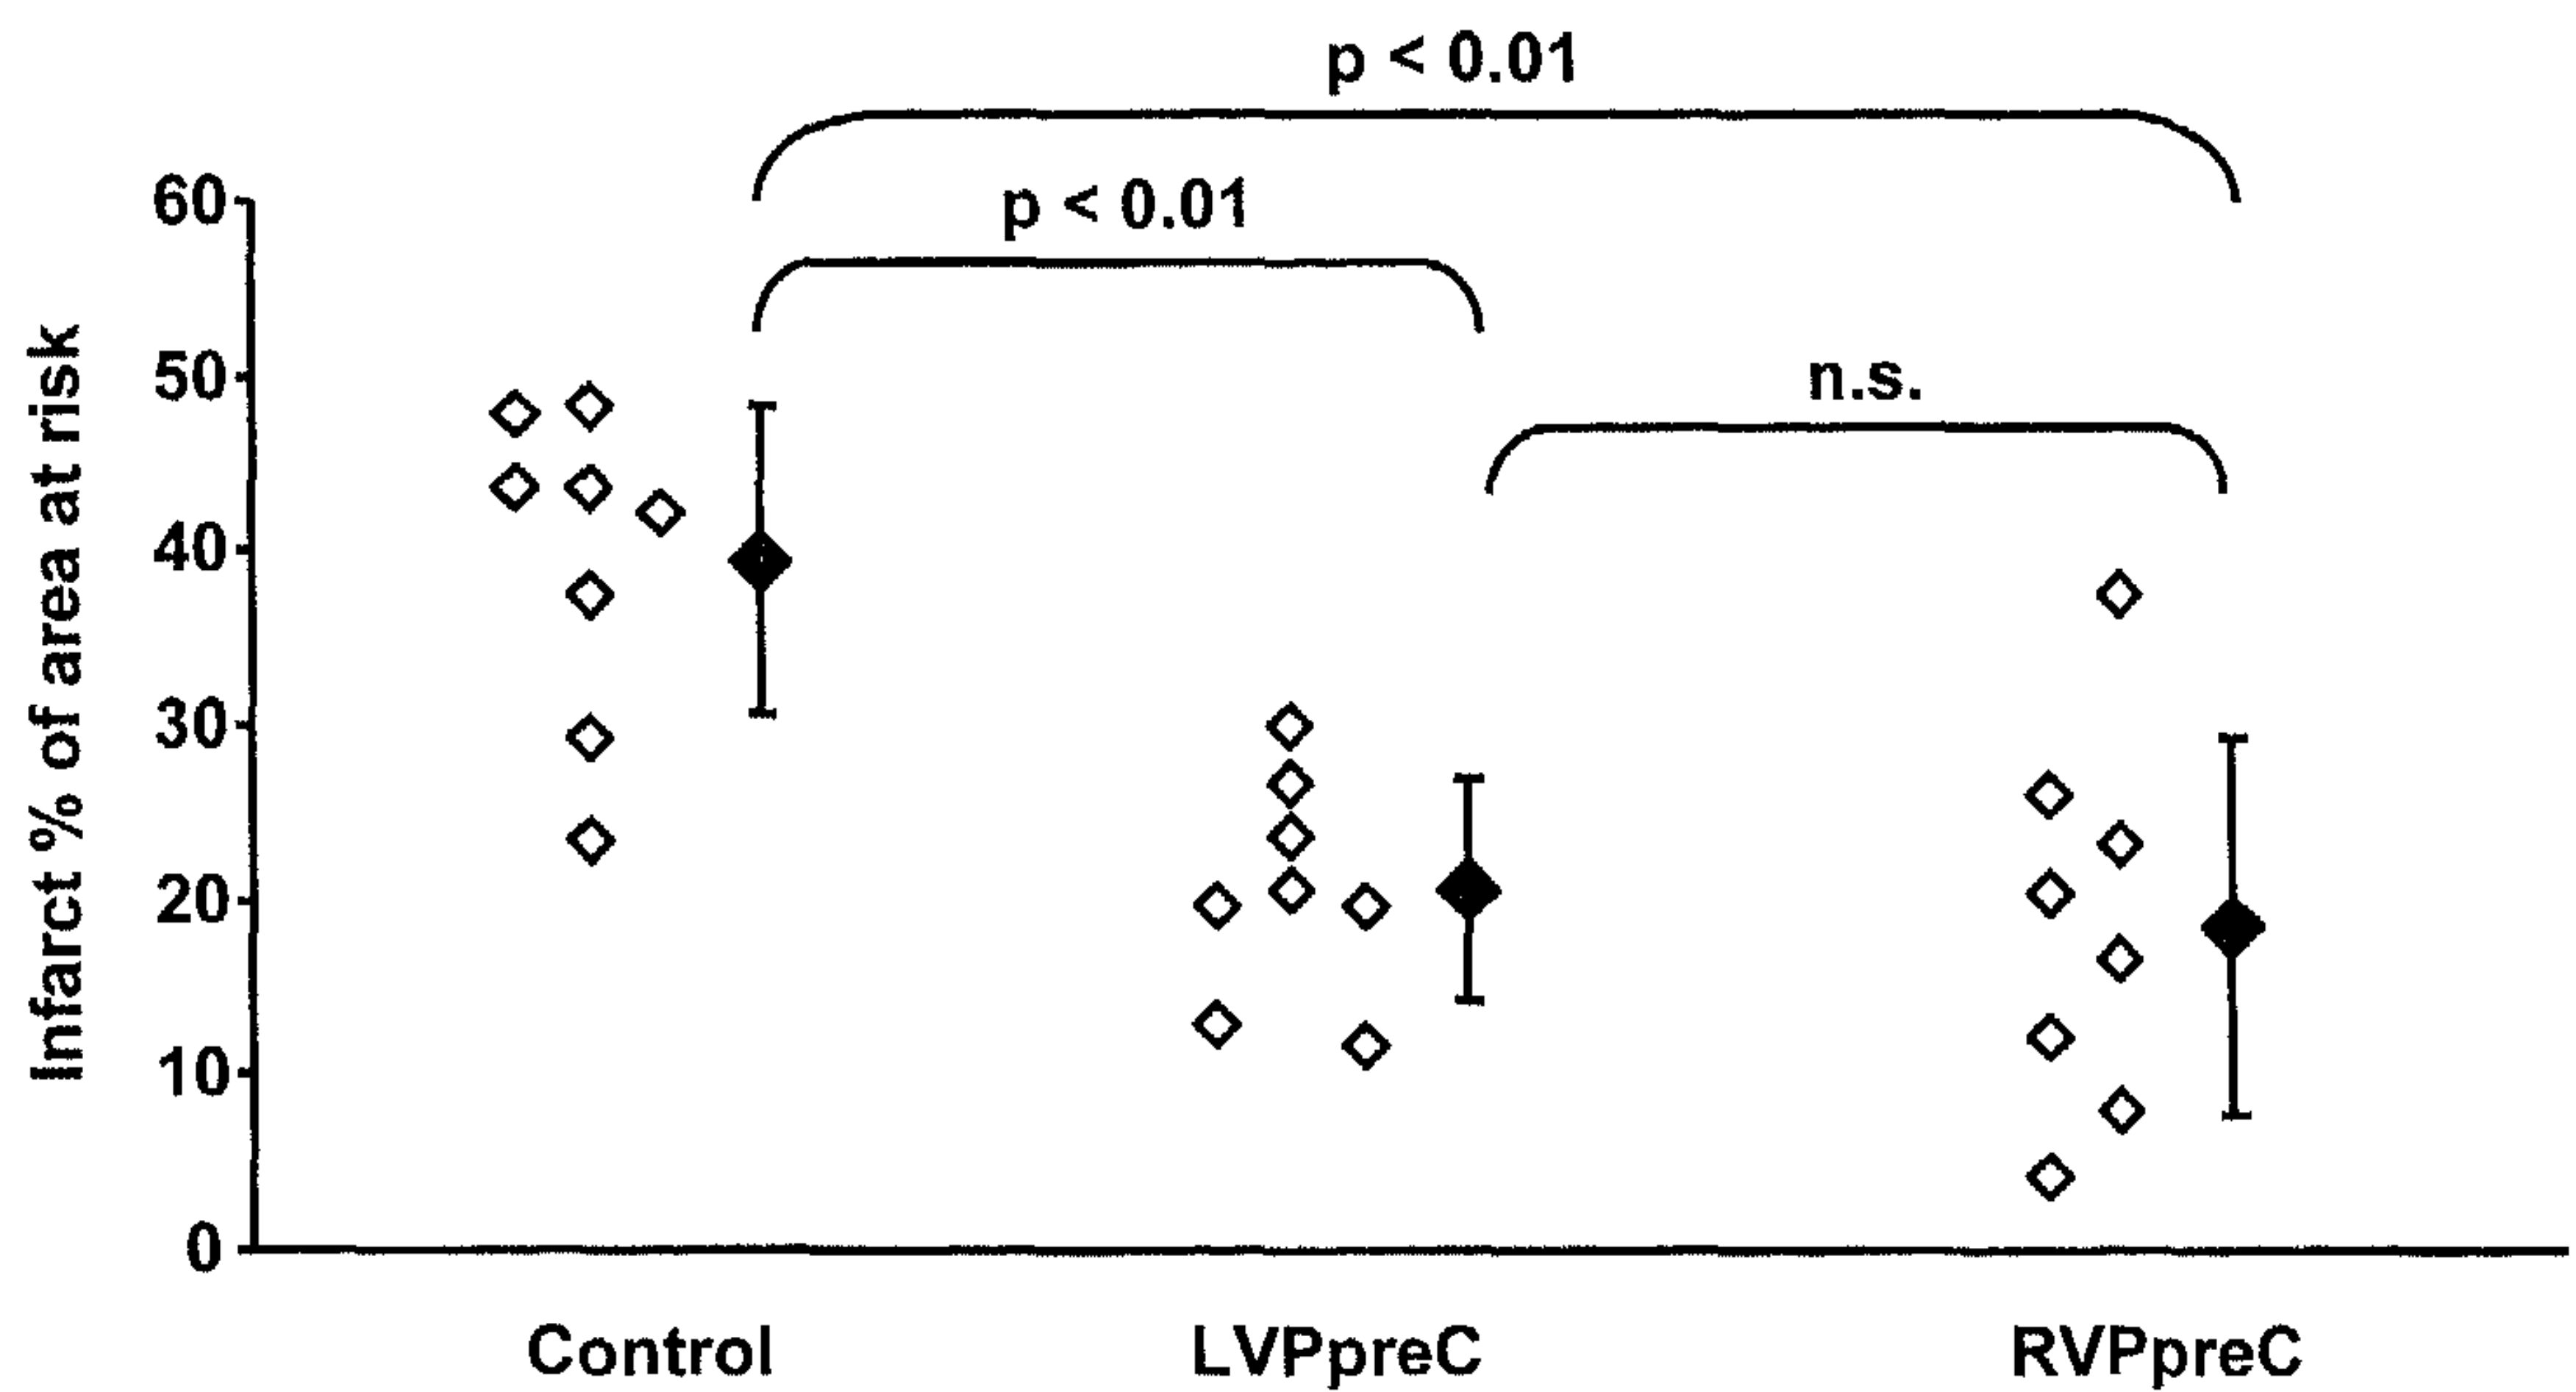 p < 0.01
p < 0.01
n.s.
Infarct % of area at risk
60
50
40
30
20
10
0
Control LVPpreC RVPpreC